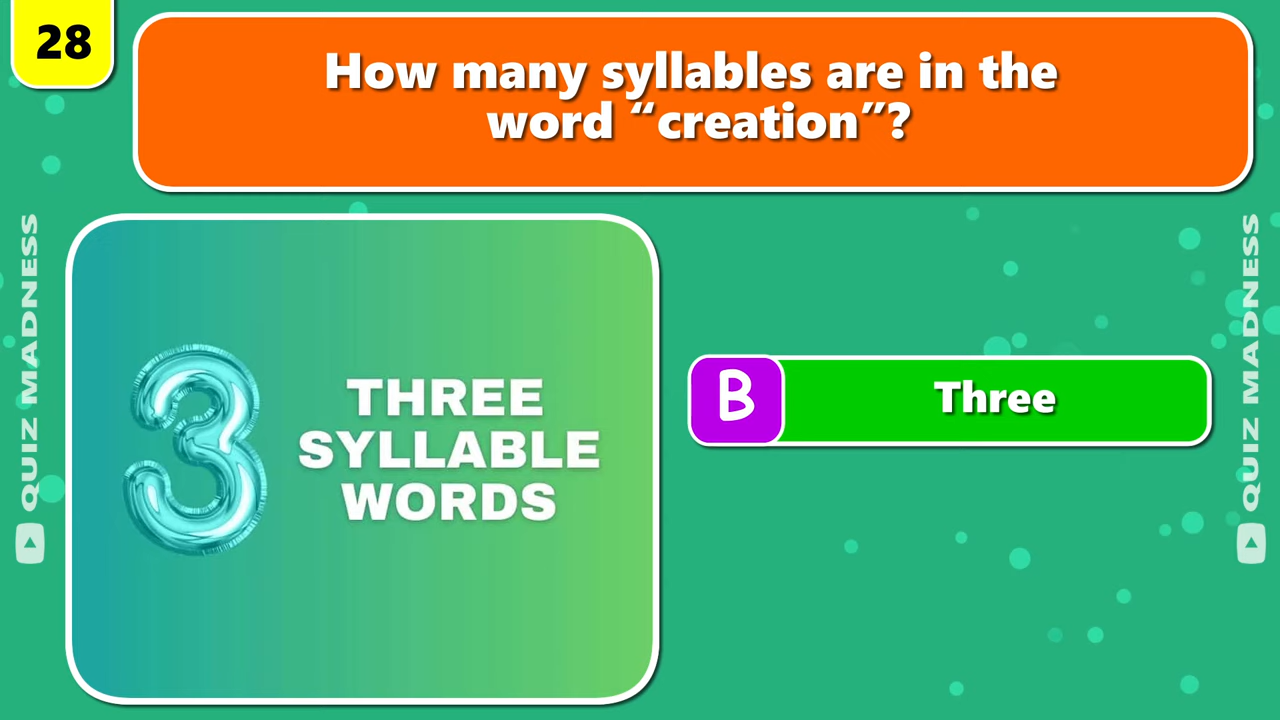 28
How many syllables are in the
word “creation”?
QUIZ MADNESS
3
THREE
SYLLABLE
WORDS
B
Three
QUIZ MADNESS